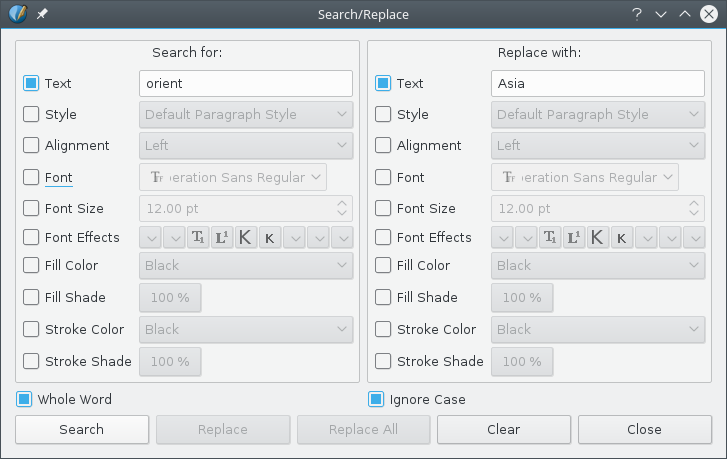 Search/Replace
Search for:
Text orient
Style Default Paragraph Style
Alignment Left
Font eration Sans Regular
Font Size 12.00 pt
Font Effects
Fill Color Black
Fill Shade 100 %
Stroke Color Black
Stroke Shade 100 %
Whole Word
Replace with:
Text Asia
Style Default Paragraph Style
Alignment Left
Font eration Sans Regular
Font Size 12.00 pt
Font Effects
Fill Color Black
Fill Shade 100 %
Stroke Color Black
Stroke Shade 100 %
Ignore Case
Search Replace Replace All Clear Close